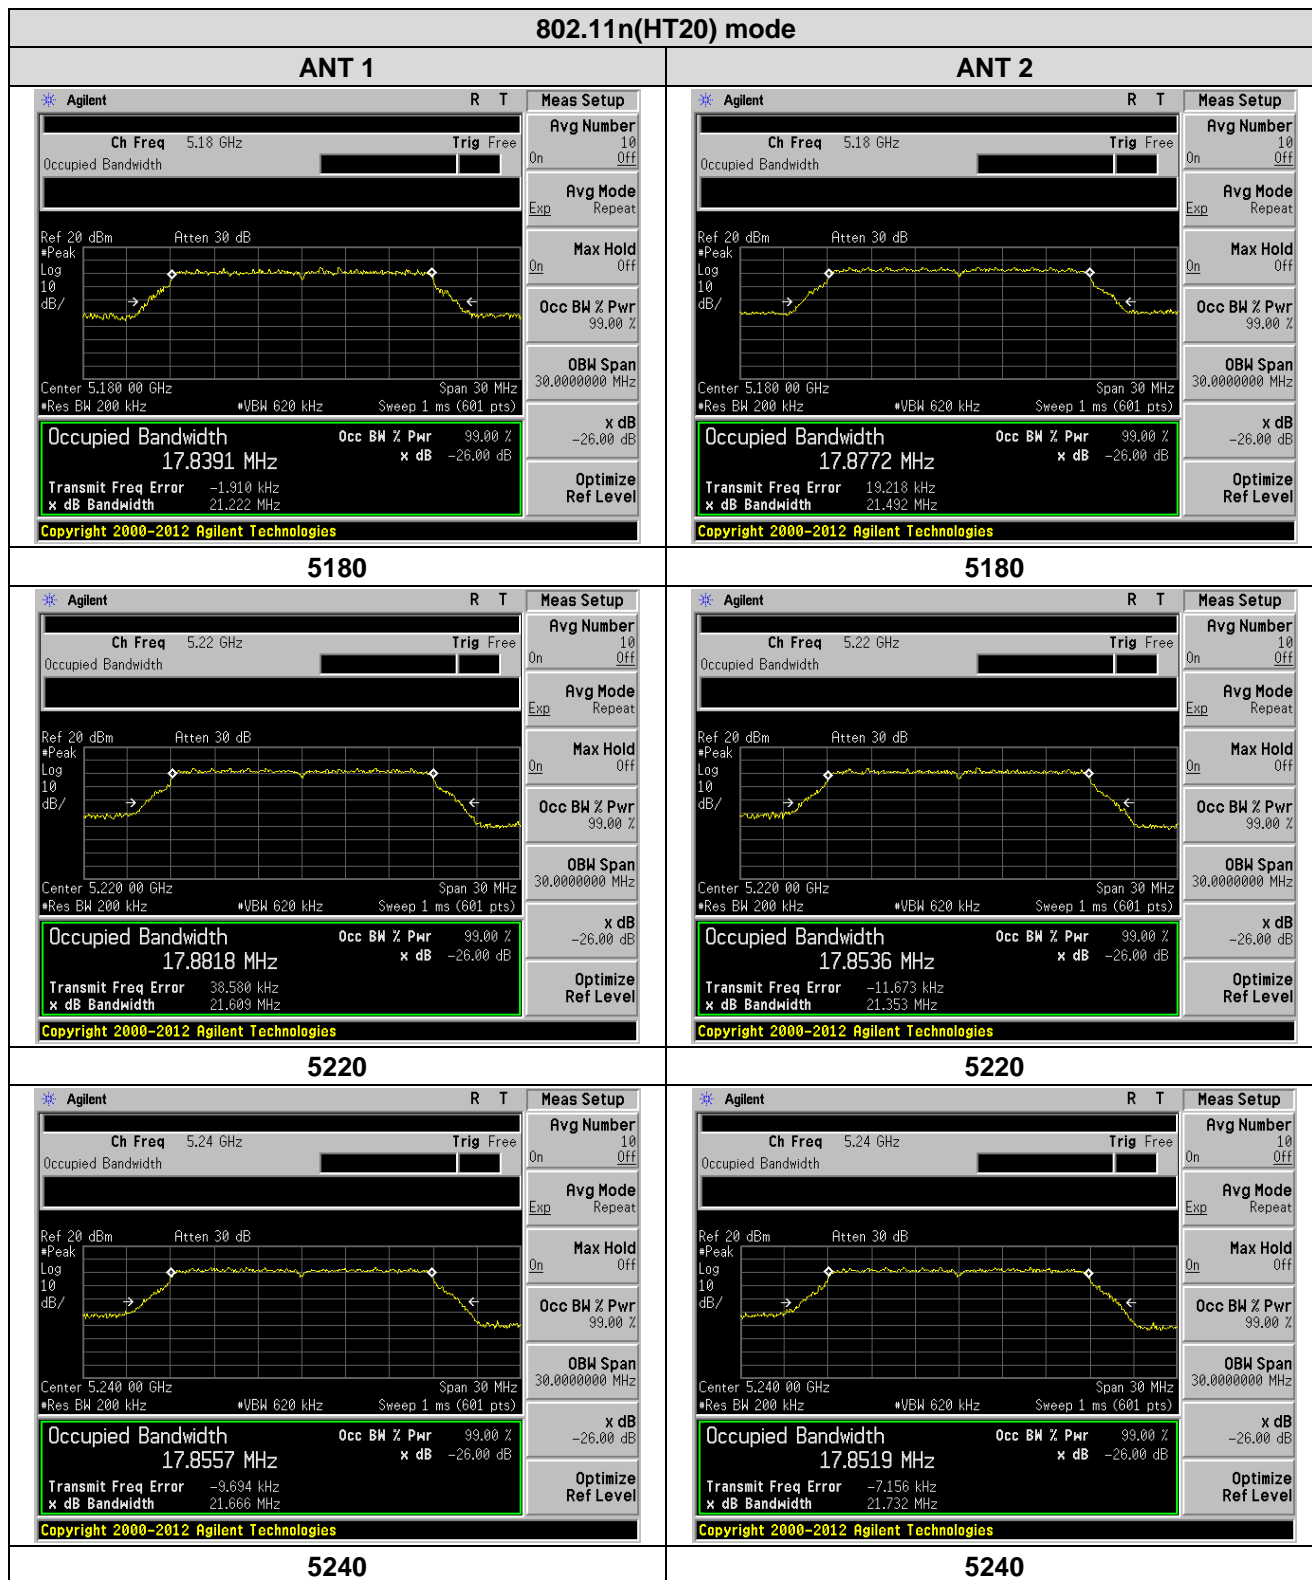 802.11n(HT20) mode
ANT 1
ANT 2
Agilent R T Meas Setup
Ch Freq 5.18 GHz Trig Free
Occupied Bandwidth
Avg Number
10
On Off
Avg Mode
Exp Repeat
Ref 20 dBm Atten 30 dB
#Peak
Log
10
dB/
Max Hold
On Off
Occ BW % Pwr
99.00 %
OBW Span
30.0000000 MHz
Center 5.180 00 GHz Span 30 MHz
#Res BW 200 kHz #VBW 620 kHz Sweep 1 ms (601 pts)
x dB
-26.00 dB
Occupied Bandwidth Occ BW % Pwr 99.00 %
17.8391 MHz x dB -26.00 dB
Transmit Freq Error -1.910 kHz
x dB Bandwidth 21.222 MHz
Optimize
Ref Level
Copyright 2000-2012 Agilent Technologies
5180
Agilent R T Meas Setup
Ch Freq 5.18 GHz Trig Free
Occupied Bandwidth
Avg Number
10
On Off
Avg Mode
Exp Repeat
Ref 20 dBm Atten 30 dB
#Peak
Log
10
dB/
Max Hold
On Off
Occ BW % Pwr
99.00 %
OBW Span
30.0000000 MHz
Center 5.180 00 GHz Span 30 MHz
#Res BW 200 kHz #VBW 620 kHz Sweep 1 ms (601 pts)
x dB
-26.00 dB
Occupied Bandwidth Occ BW % Pwr 99.00 %
17.8772 MHz x dB -26.00 dB
Transmit Freq Error 19.218 kHz
x dB Bandwidth 21.492 MHz
Optimize
Ref Level
Copyright 2000-2012 Agilent Technologies
5180
Agilent R T Meas Setup
Ch Freq 5.22 GHz Trig Free
Occupied Bandwidth
Avg Number
10
On Off
Avg Mode
Exp Repeat
Ref 20 dBm Atten 30 dB
#Peak
Log
10
dB/
Max Hold
On Off
Occ BW % Pwr
99.00 %
OBW Span
30.0000000 MHz
Center 5.220 00 GHz Span 30 MHz
#Res BW 200 kHz #VBW 620 kHz Sweep 1 ms (601 pts)
x dB
-26.00 dB
Occupied Bandwidth Occ BW % Pwr 99.00 %
17.8818 MHz x dB -26.00 dB
Transmit Freq Error 38.580 kHz
x dB Bandwidth 21.609 MHz
Optimize
Ref Level
Copyright 2000-2012 Agilent Technologies
5220
Agilent R T Meas Setup
Ch Freq 5.22 GHz Trig Free
Occupied Bandwidth
Avg Number
10
On Off
Avg Mode
Exp Repeat
Ref 20 dBm Atten 30 dB
#Peak
Log
10
dB/
Max Hold
On Off
Occ BW % Pwr
99.00 %
OBW Span
30.0000000 MHz
Center 5.220 00 GHz Span 30 MHz
#Res BW 200 kHz #VBW 620 kHz Sweep 1 ms (601 pts)
x dB
-26.00 dB
Occupied Bandwidth Occ BW % Pwr 99.00 %
17.8536 MHz x dB -26.00 dB
Transmit Freq Error -11.673 kHz
x dB Bandwidth 21.353 MHz
Optimize
Ref Level
Copyright 2000-2012 Agilent Technologies
5220
Agilent R T Meas Setup
Ch Freq 5.24 GHz Trig Free
Occupied Bandwidth
Avg Number
10
On Off
Avg Mode
Exp Repeat
Ref 20 dBm Atten 30 dB
#Peak
Log
10
dB/
Max Hold
On Off
Occ BW % Pwr
99.00 %
OBW Span
30.0000000 MHz
Center 5.240 00 GHz Span 30 MHz
#Res BW 200 kHz #VBW 620 kHz Sweep 1 ms (601 pts)
x dB
-26.00 dB
Occupied Bandwidth Occ BW % Pwr 99.00 %
17.8557 MHz x dB -26.00 dB
Transmit Freq Error -9.694 kHz
x dB Bandwidth 21.666 MHz
Optimize
Ref Level
Copyright 2000-2012 Agilent Technologies
5240
Agilent R T Meas Setup
Ch Freq 5.24 GHz Trig Free
Occupied Bandwidth
Avg Number
10
On Off
Avg Mode
Exp Repeat
Ref 20 dBm Atten 30 dB
#Peak
Log
10
dB/
Max Hold
On Off
Occ BW % Pwr
99.00 %
OBW Span
30.0000000 MHz
Center 5.240 00 GHz Span 30 MHz
#Res BW 200 kHz #VBW 620 kHz Sweep 1 ms (601 pts)
x dB
-26.00 dB
Occupied Bandwidth Occ BW % Pwr 99.00 %
17.8519 MHz x dB -26.00 dB
Transmit Freq Error -7.156 kHz
x dB Bandwidth 21.732 MHz
Optimize
Ref Level
Copyright 2000-2012 Agilent Technologies
5240